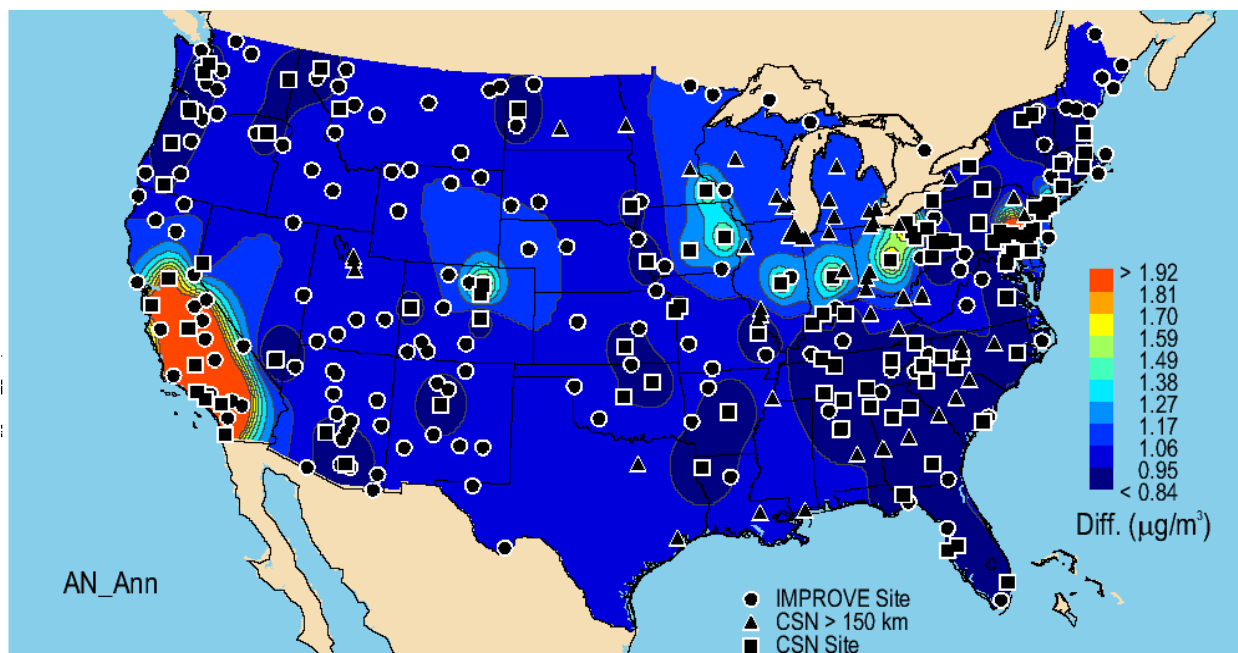 > 1.92
1.81
1.70
1.59
1.49
1.38
1.27
1.17
1.06
0.95
< 0.84
Diff. (μg/m³)
AN_Ann
IMPROVE Site
CSN > 150 km
CSN Site